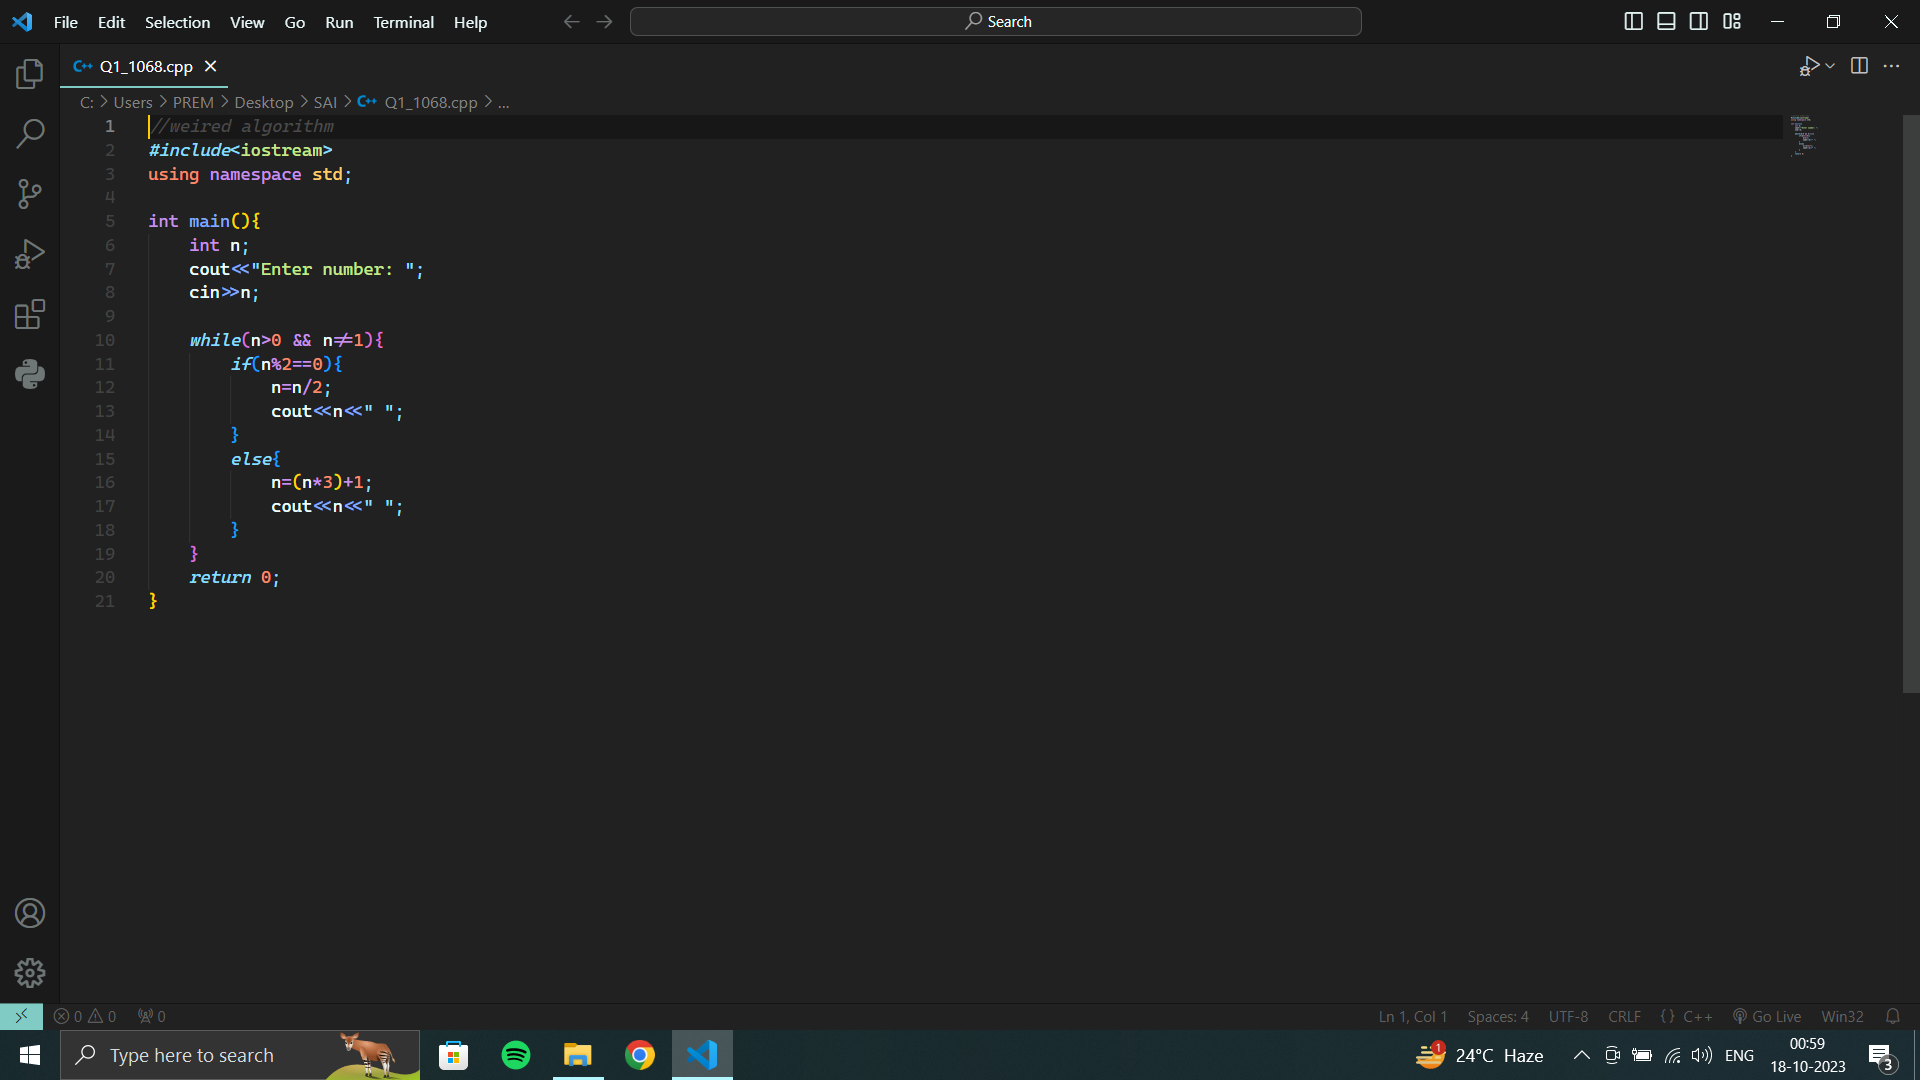 File Edit Selection View Go Run Terminal Help Search
C++ Q1_1068.cpp
C: > Users > PREM > Desktop > SAI > C++ Q1_1068.cpp > ...
1 //weired algorithm
2 #include<iostream>
3 using namespace std;
4
5 int main(){
6 int n;
7 cout<<"Enter number: ";
8 cin>>n;
9
10 while(n>0 && n!=1){
11 if(n%2==0){
12 n=n/2;
13 cout<<n<<" ";
14 }
15 else{
16 n=(n*3)+1;
17 cout<<n<<" ";
18 }
19 }
20 return 0;
21 }
0 0 0 Ln 1, Col 1 Spaces: 4 UTF-8 CRLF {} C++ Go Live Win32
Type here to search 1 24°C Haze ENG 00:59
18-10-2023 3